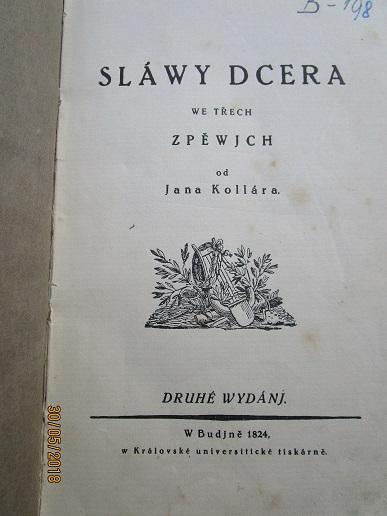 B-198
SLÁWY DCERA
WE TŘECH
ZPĚWJCH
od
Jana Kollára.
DRUHÉ WYDÁNJ.
W Budjně 1824,
w Králowské universitické tiskárně.
30/05/2018